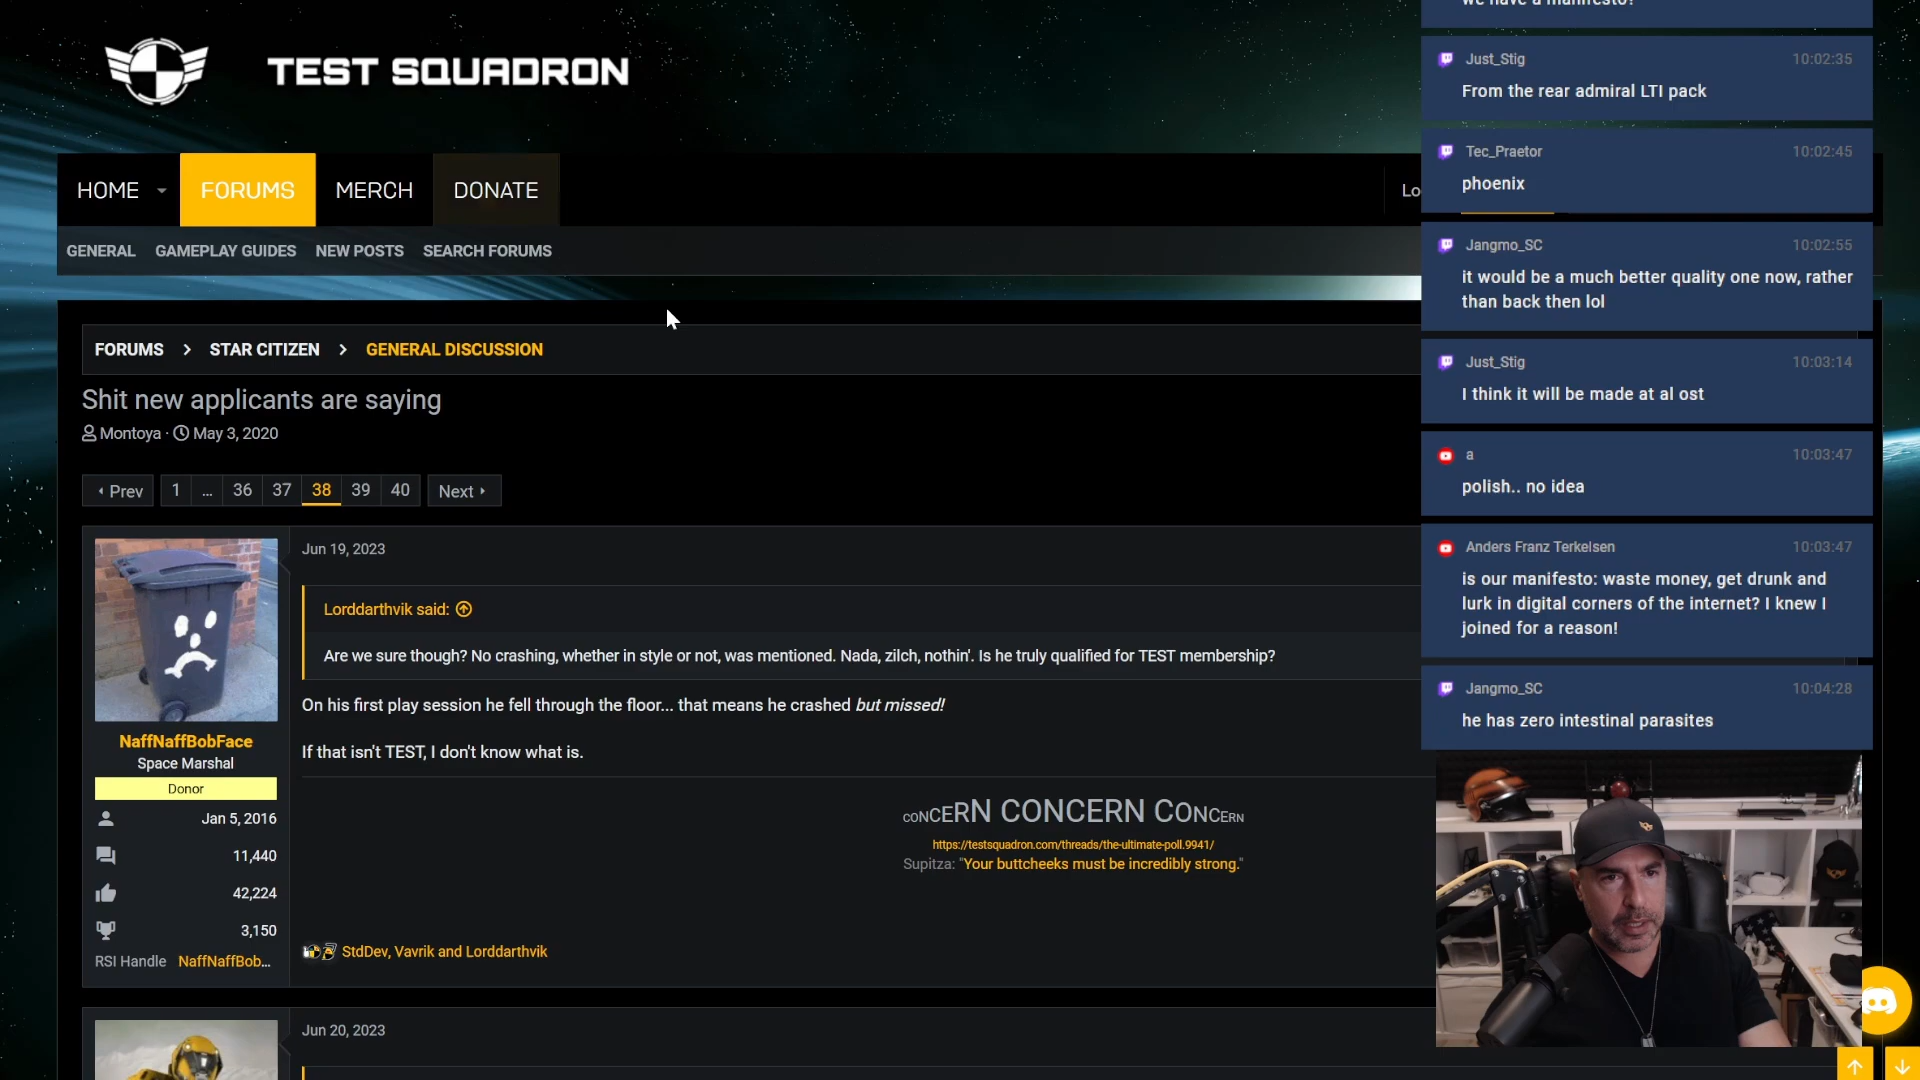 TEST SQUADRON
HOME
FORUMS
MERCH
DONATE
Lo
GENERAL
GAMEPLAY GUIDES
NEW POSTS
SEARCH FORUMS
FORUMS
STAR CITIZEN
GENERAL DISCUSSION
Shit new applicants are saying
Montoya · May 3, 2020
Prev
1
...
36
37
38
39
40
Next
Jun 19, 2023
Lorddarthvik said:
Are we sure though? No crashing, whether in style or not, was mentioned. Nada, zilch, nothin'. Is he truly qualified for TEST membership?
On his first play session he fell through the floor... that means he crashed but missed!
If that isn't TEST, I don't know what is.
NaffNaffBobFace
Space Marshal
Donor
Jan 5, 2016
11,440
42,224
3,150
RSI Handle NaffNaffBob...
cONCERN CONCERN CONCERN
https://testsquadron.com/threads/the-ultimate-poll.9941/
Supitza: "Your buttcheeks must be incredibly strong."
StdDev, Vavrik and Lorddarthvik
Jun 20, 2023
we have a manifesto?
Just_Stig 10:02:35
From the rear admiral LTI pack
Tec_Praetor 10:02:45
phoenix
Jangmo_SC 10:02:55
it would be a much better quality one now, rather
than back then lol
Just_Stig 10:03:14
I think it will be made at al ost
a 10:03:47
polish.. no idea
Anders Franz Terkelsen 10:03:47
is our manifesto: waste money, get drunk and
lurk in digital corners of the internet? I knew I
joined for a reason!
Jangmo_SC 10:04:28
he has zero intestinal parasites